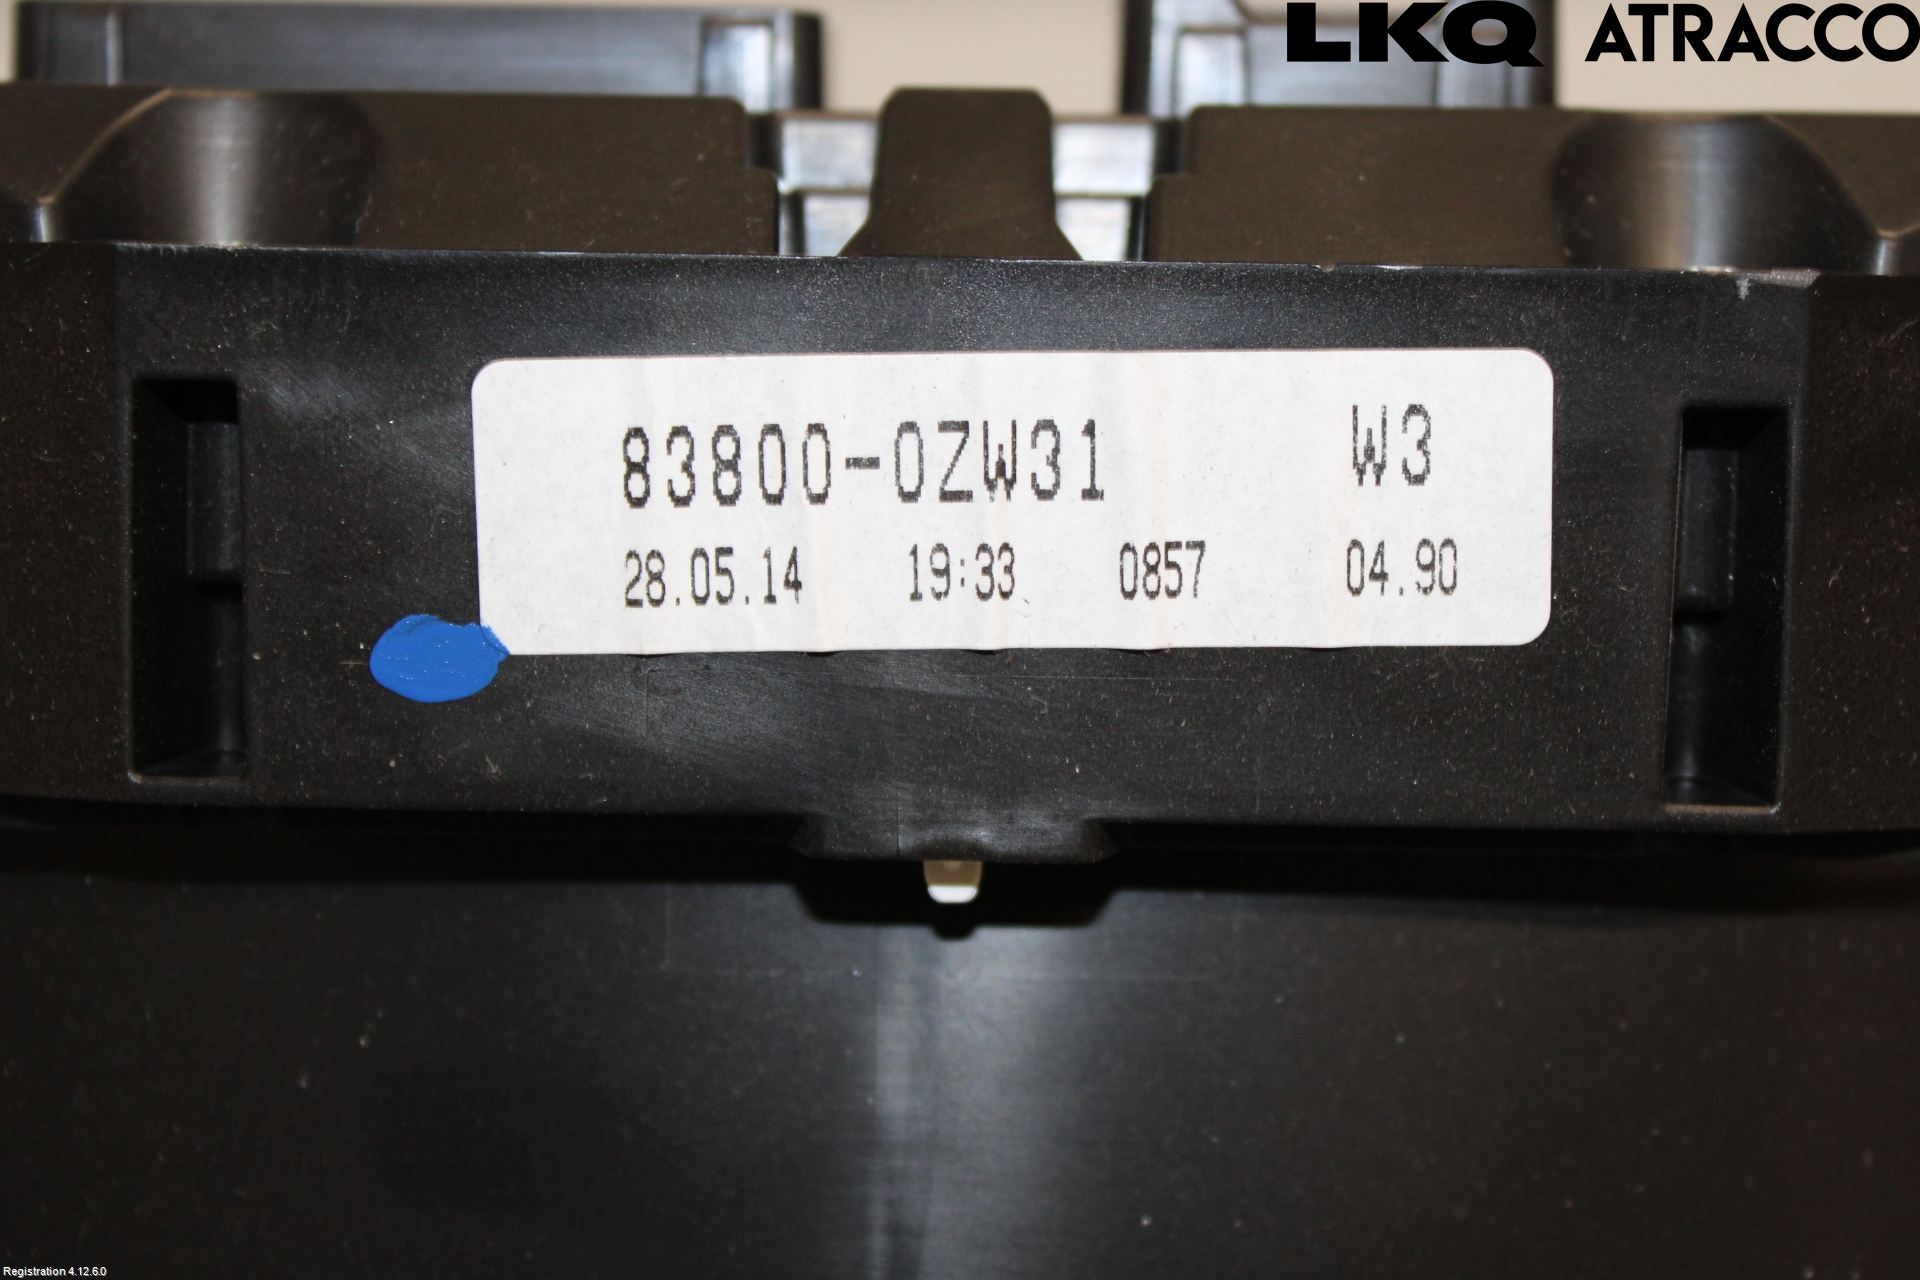 LKQ ATRACCO
83800-0ZW31 W3
28.05.14 19:33 0857 04.90
Registration 4.12.6.0